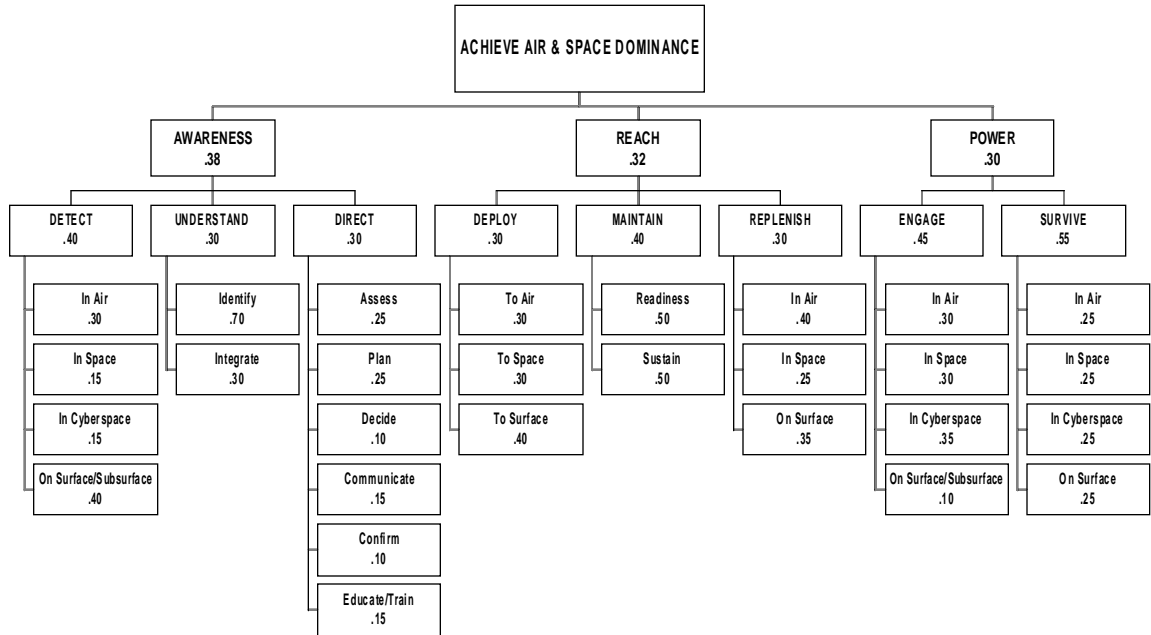 ACHIEVE AIR & SPACE DOMINANCE
AWARENESS
.38
REACH
.32
POWER
.30
DETECT
.40
UNDERSTAND
.30
DIRECT
.30
DEPLOY
.30
MAINTAIN
.40
REPLENISH
.30
ENGAGE
.45
SURVIVE
.55
In Air
.30
In Space
.15
In Cyberspace
.15
On Surface/Subsurface
.40
Identify
.70
Integrate
.30
Assess
.25
Plan
.25
Decide
.10
Communicate
.15
Confirm
.10
Educate/Train
.15
To Air
.30
To Space
.30
To Surface
.40
Readiness
.50
Sustain
.50
In Air
.40
In Space
.25
On Surface
.35
In Air
.30
In Space
.30
In Cyberspace
.35
On Surface/Subsurface
.10
In Air
.25
In Space
.25
In Cyberspace
.25
On Surface
.25